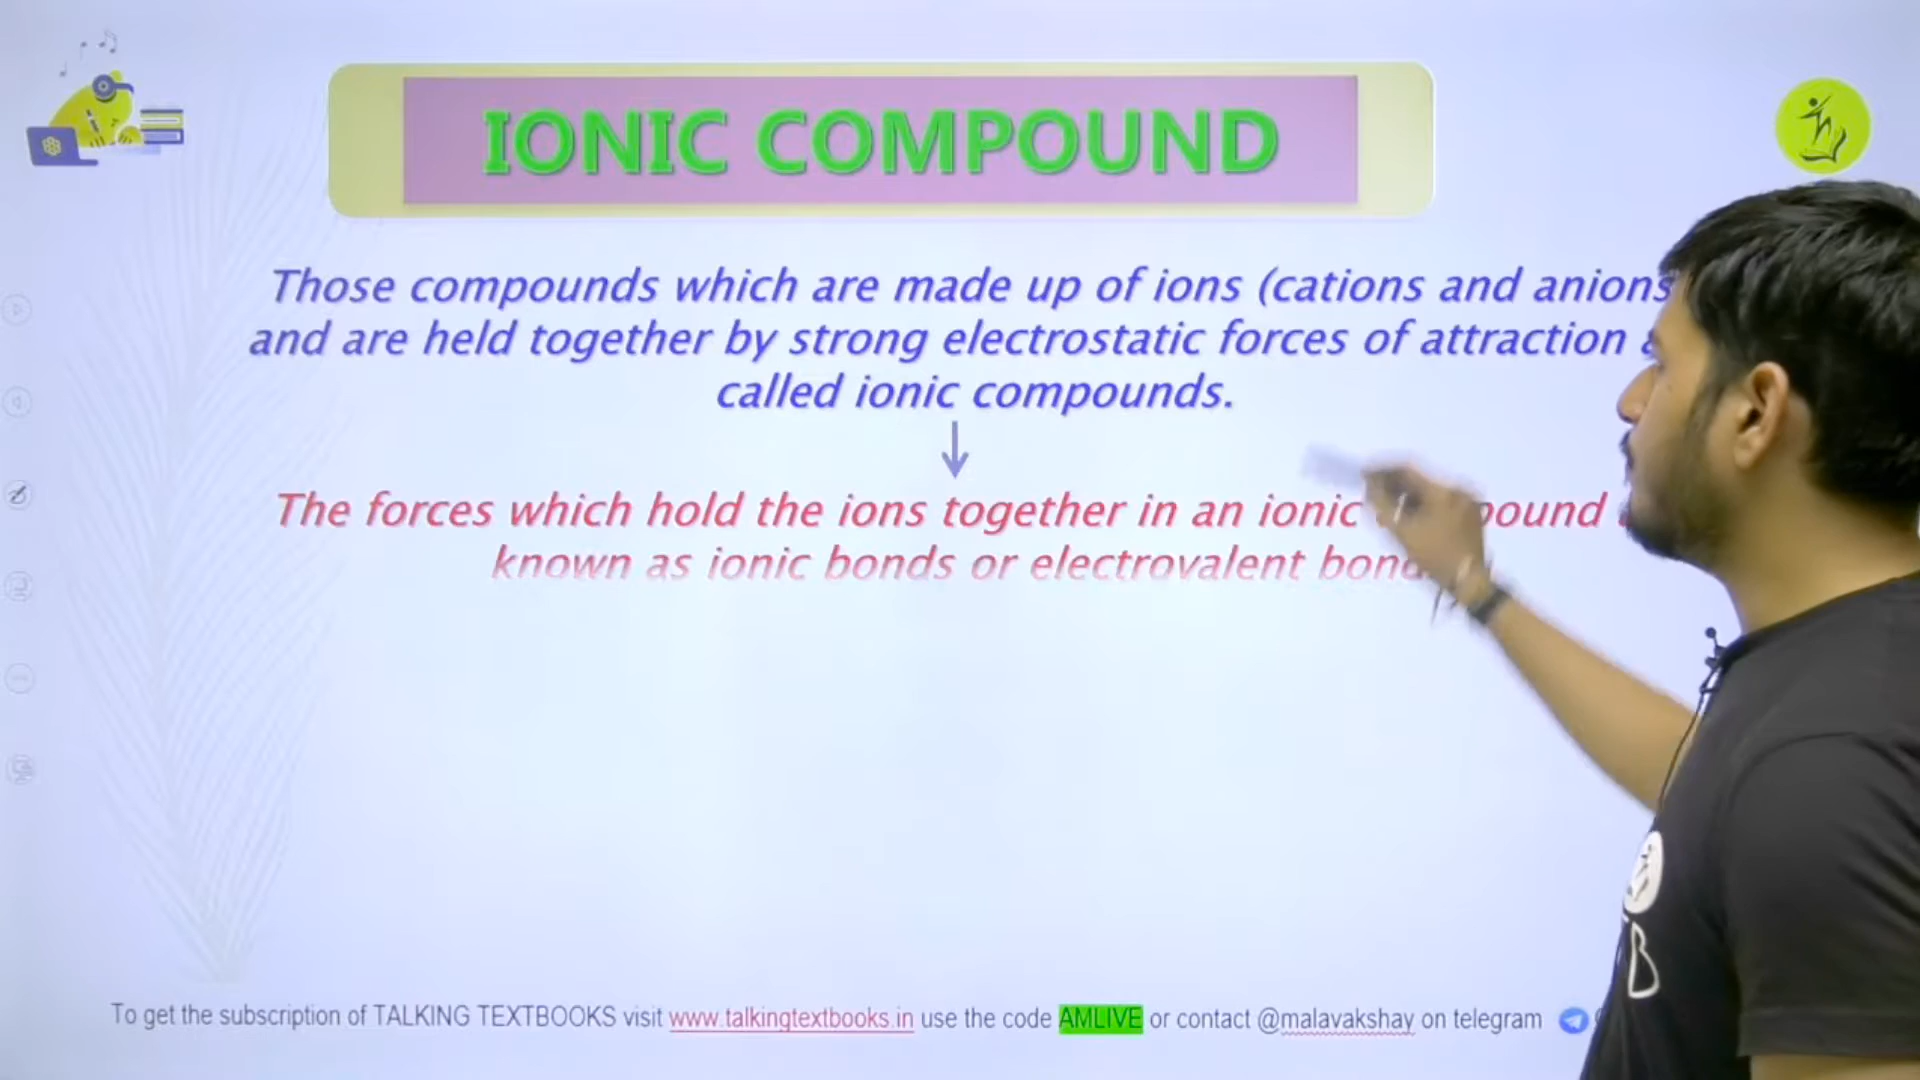 IONIC COMPOUND
Those compounds which are made up of ions (cations and anions
and are held together by strong electrostatic forces of attraction
called ionic compounds.
The forces which hold the ions together in an ionic
known as ionic bonds or electrovalent
B
To get the subscription of TALKING TEXTBOOKS visit www.talkingtextbooks.in use the code AMLIVE or contact @malavakshay on telegram